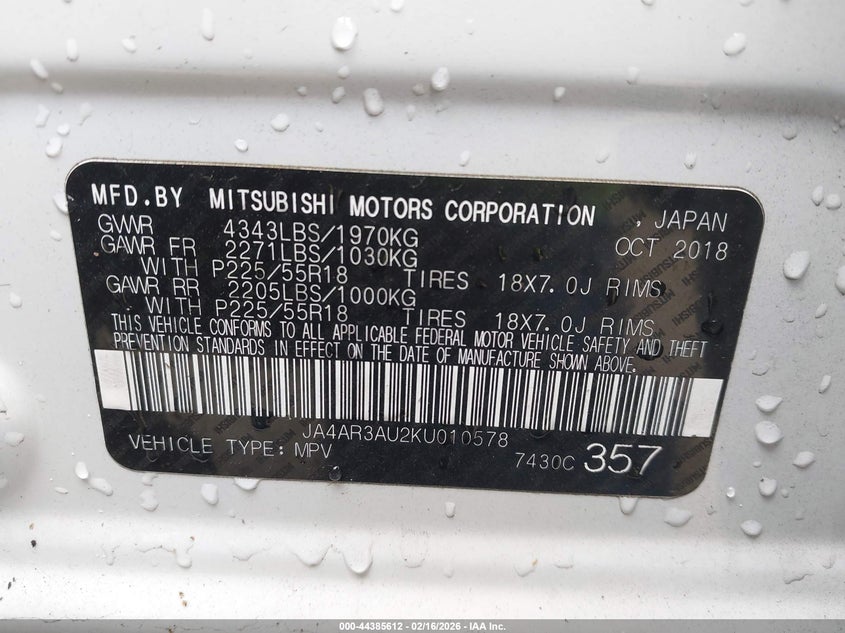 MFD.BY MITSUBISHI MOTORS CORPORATION , JAPAN
GVWR 4343LBS/1970KG OCT 2018
GAWR FR 2271LBS/1030KG
WITH P225/55R18 TIRES 18X7.0J RIMS
GAWR RR 2205LBS/1000KG
WITH P225/55R18 TIRES 18X7.0J RIMS
THIS VEHICLE CONFORMS TO ALL APPLICABLE FEDERAL MOTOR VEHICLE SAFETY AND THEFT
PREVENTION STANDARDS IN EFFECT ON THE DATE OF MANUFACTURE SHOWN ABOVE.
JA4AR3AU2KU010578
VEHICLE TYPE: MPV 7430C 357
000-44385612 - 02/16/2026 - IAA Inc.